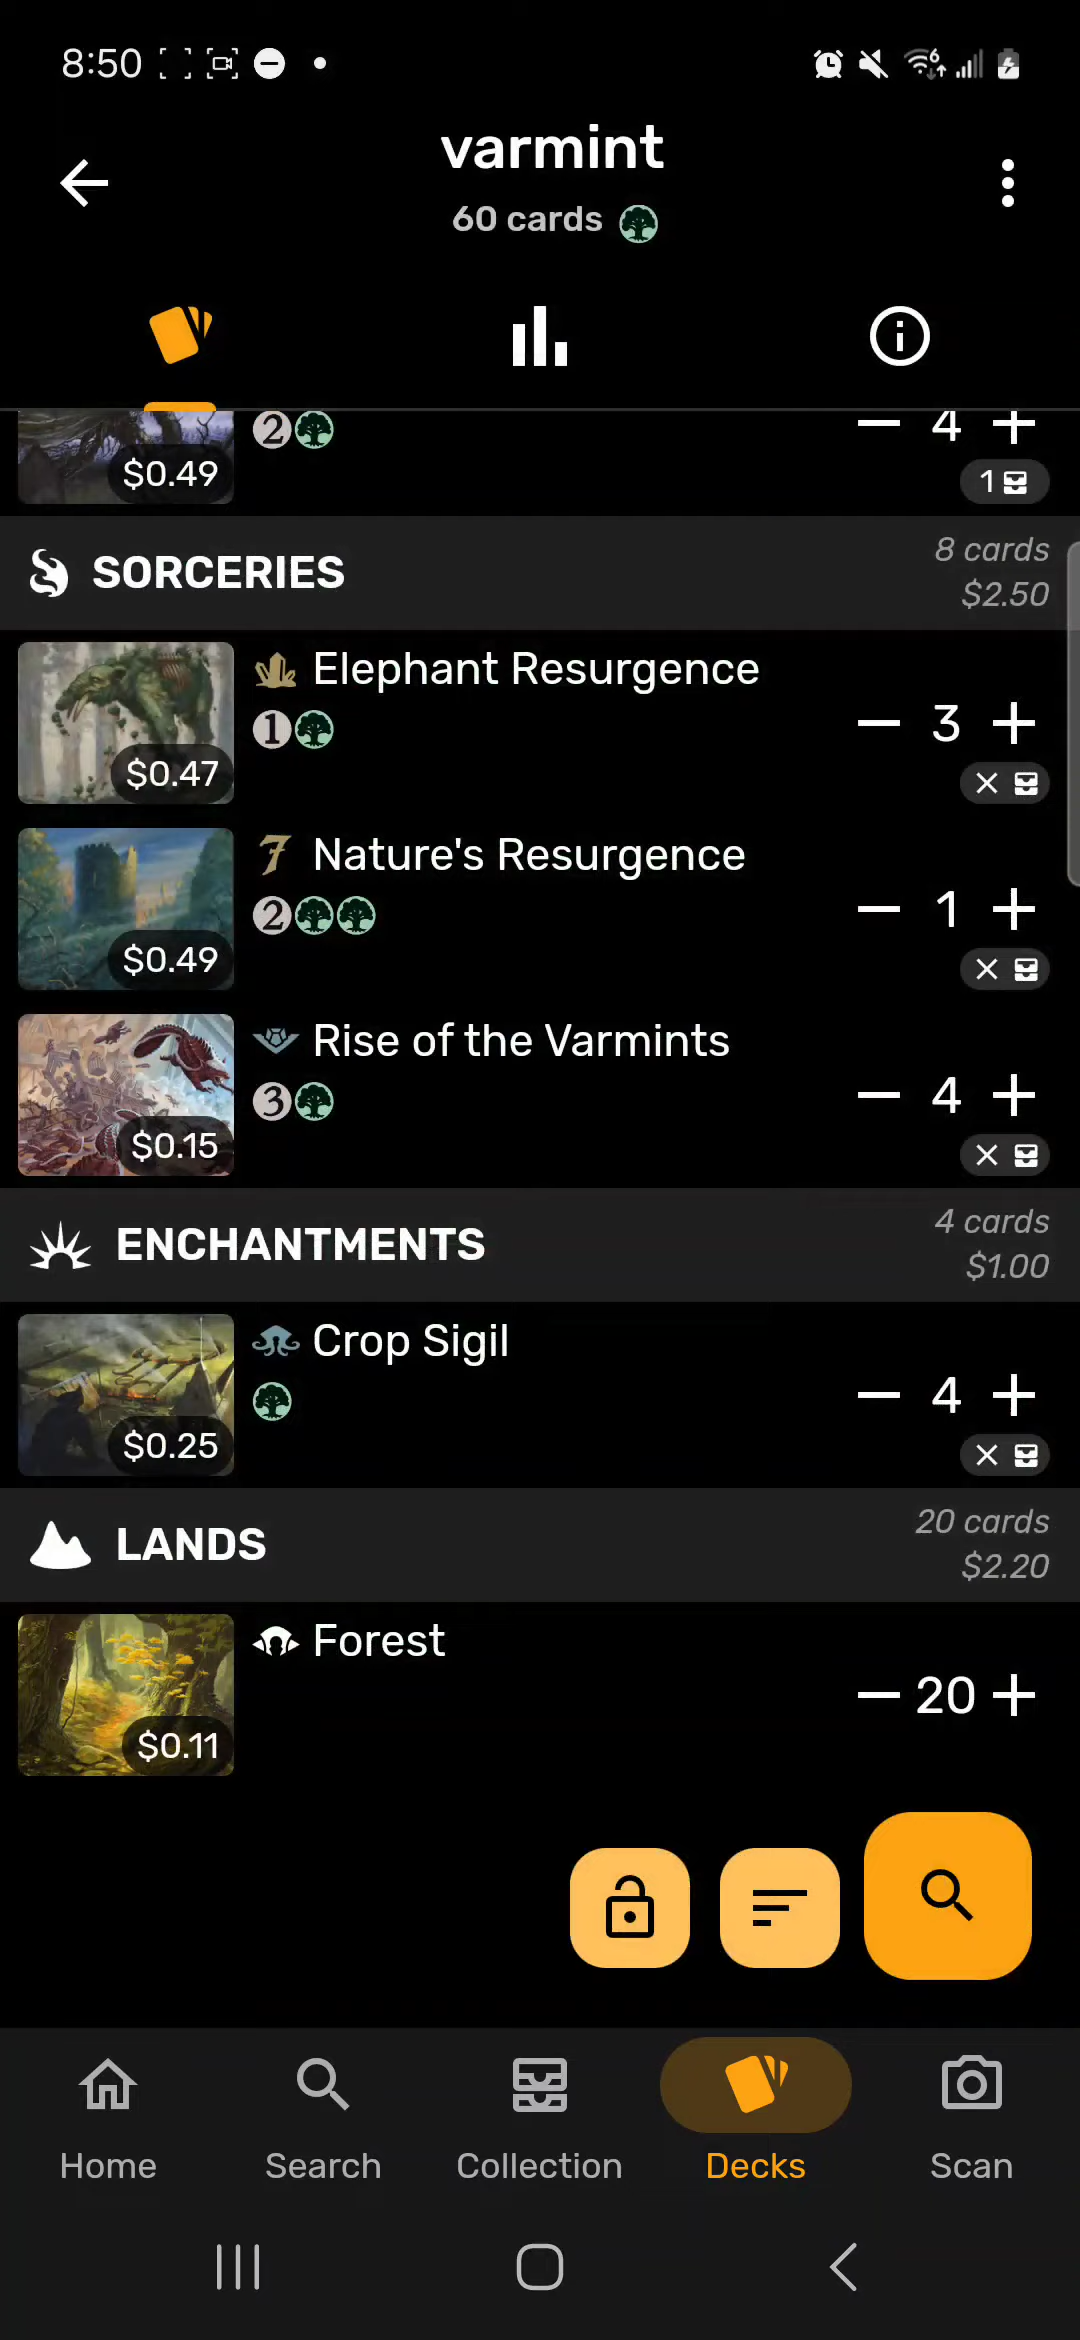 8:50
varmint
60 cards
2
4
$0.49
1
SORCERIES
8 cards
$2.50
Elephant Resurgence
1
3
$0.47
Nature's Resurgence
2
1
$0.49
Rise of the Varmints
3
4
$0.15
ENCHANTMENTS
4 cards
$1.00
Crop Sigil
4
$0.25
LANDS
20 cards
$2.20
Forest
20
$0.11
Home
Search
Collection
Decks
Scan